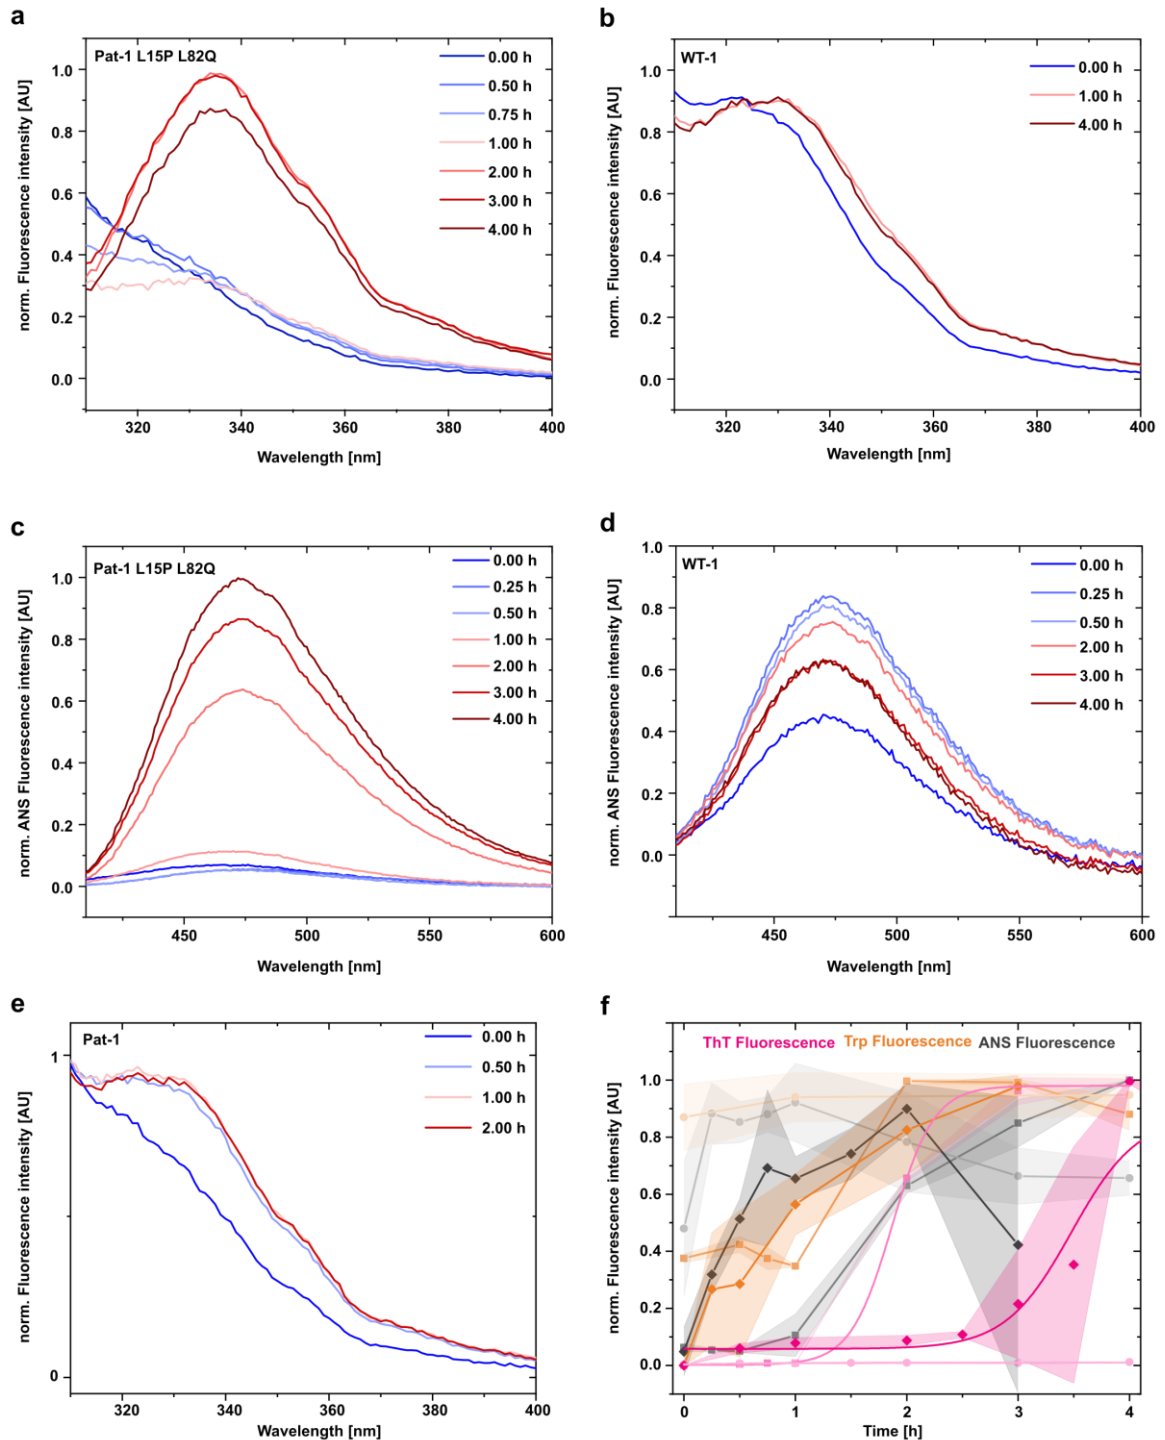 a
Pat-1 L15P L82Q
0.00 h
0.50 h
0.75 h
1.00 h
2.00 h
3.00 h
4.00 h
1.0
0.8
0.6
0.4
0.2
0.0
norm. Fluorescence intensity [AU]
320 340 360 380 400
Wavelength [nm]
b
WT-1
0.00 h
1.00 h
4.00 h
1.0
0.8
0.6
0.4
0.2
0.0
norm. Fluorescence intensity [AU]
320 340 360 380 400
Wavelength [nm]
c
Pat-1 L15P L82Q
0.00 h
0.25 h
0.50 h
1.00 h
2.00 h
3.00 h
4.00 h
1.0
0.8
0.6
0.4
0.2
0.0
norm. ANS Fluorescence intensity [AU]
450 500 550 600
Wavelength [nm]
d
WT-1
0.00 h
0.25 h
0.50 h
2.00 h
3.00 h
4.00 h
1.0
0.8
0.6
0.4
0.2
0.0
norm. ANS Fluorescence intensity [AU]
450 500 550 600
Wavelength [nm]
e
Pat-1
0.00 h
0.50 h
1.00 h
2.00 h
1
0
norm. Fluorescence intensity [AU]
320 340 360 380 400
Wavelength [nm]
f
ThT Fluorescence Trp Fluorescence ANS Fluorescence
1.0
0.8
0.6
0.4
0.2
0.0
norm. Fluorescence intensity [AU]
0 1 2 3 4
Time [h]